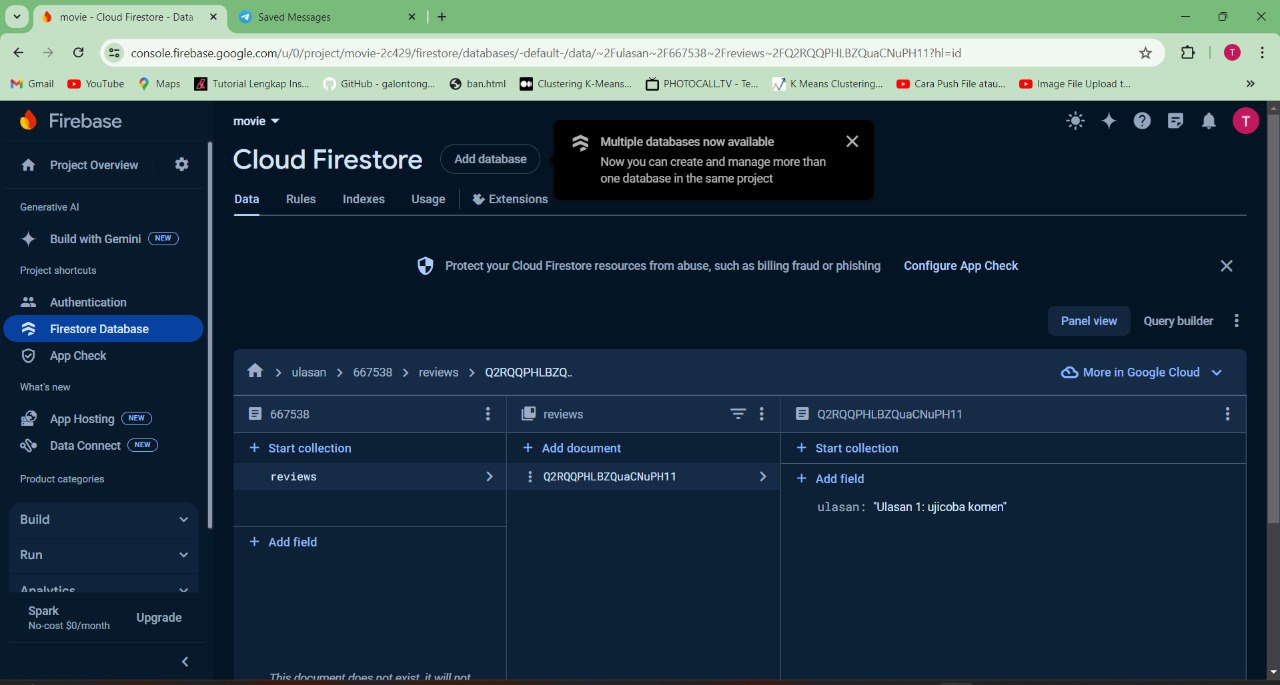 movie - Cloud Firestore - Data
Saved Messages
console.firebase.google.com/u/0/project/movie-2c429/firestore/databases/-default-/data/~2Fulasan~2F667538~2Freviews~2FQ2RQQPHLBZQuaCNuPH11?hl=id
T
Gmail
YouTube
Maps
Tutorial Lengkap Ins...
GitHub - galontong...
ban.html
Clustering K-Means...
PHOTOCALL.TV - Te...
K Means Clustering...
Cara Push File atau...
Image File Upload t...
Firebase
Project Overview
Generative AI
Build with Gemini NEW
Project shortcuts
Authentication
Firestore Database
App Check
What's new
App Hosting NEW
Data Connect NEW
Product categories
Build
Run
Analytics
Spark
No-cost $0/month
Upgrade
movie
T
Cloud Firestore
Add database
Multiple databases now available
Now you can create and manage more than
one database in the same project
Data
Rules
Indexes
Usage
Extensions
Protect your Cloud Firestore resources from abuse, such as billing fraud or phishing
Configure App Check
Panel view
Query builder
ulasan
667538
reviews
Q2RQQPHLBZQ..
More in Google Cloud
667538
Start collection
reviews
Add field
This document does not exist, it will not
reviews
Add document
Q2RQQPHLBZQuaCNuPH11
Q2RQQPHLBZQuaCNuPH11
Start collection
Add field
ulasan: "Ulasan 1: ujicoba komen"